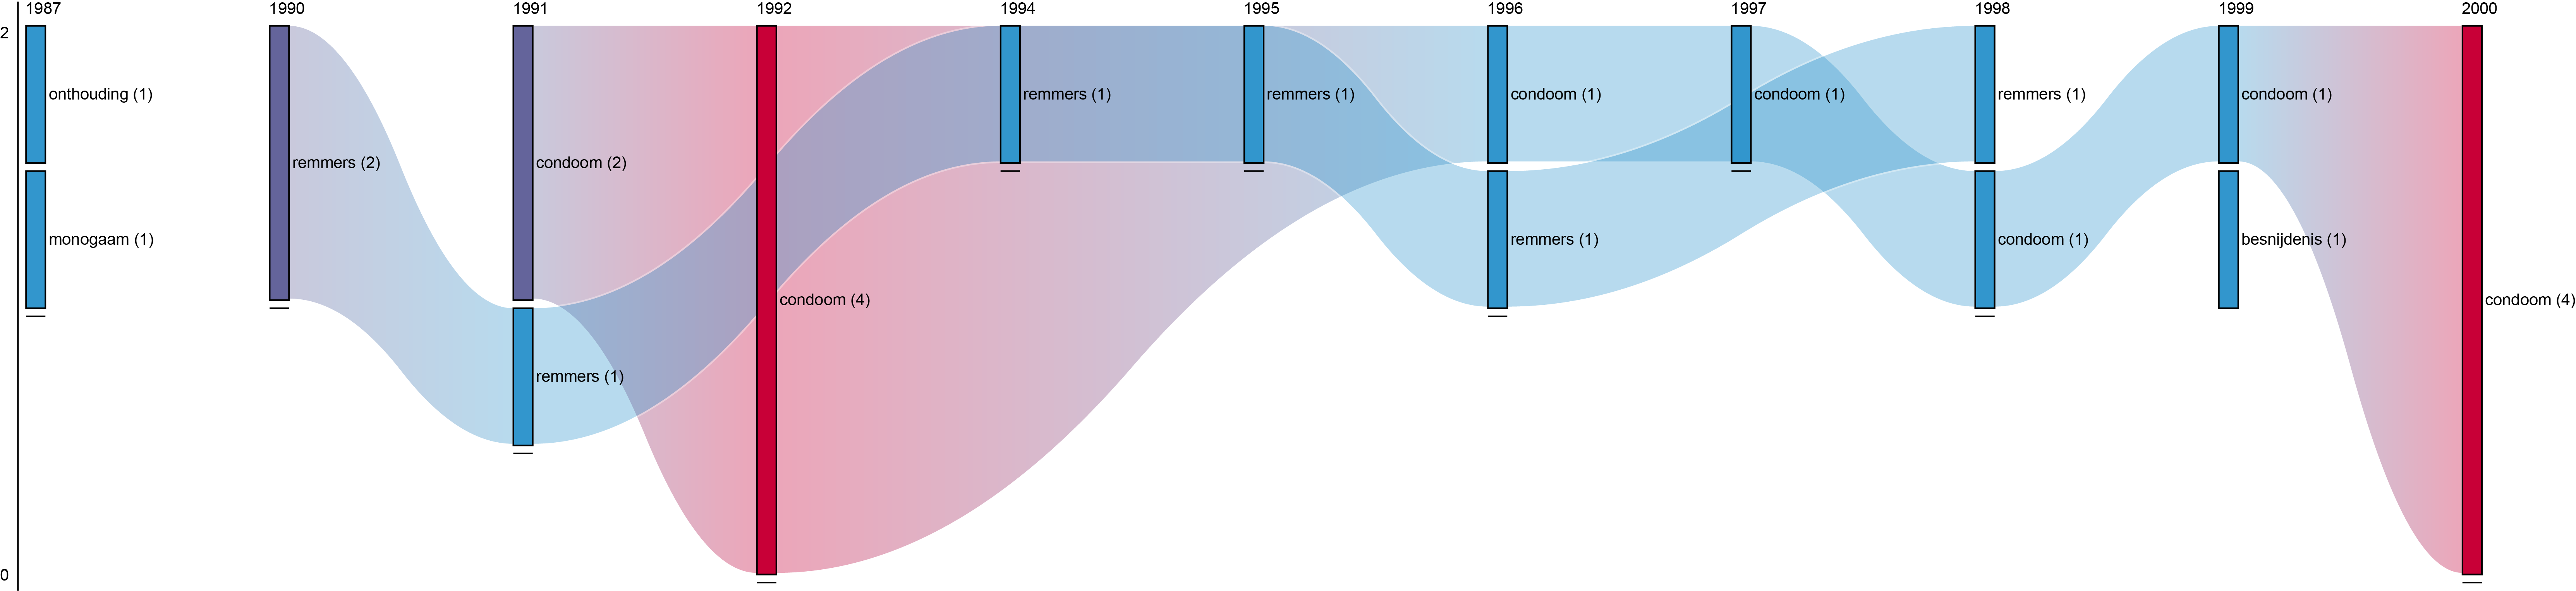 1987 1990 1991 1992 1994 1995 1996 1997 1998 1999 2000
2
onthouding (1) remmers (1) remmers (1) condoom (1) condoom (1) remmers (1) condoom (1)
remmers (2) condoom (2)
monogaam (1) remmers (1) condoom (1) besnijdenis (1)
condoom (4) condoom (4)
remmers (1)
0